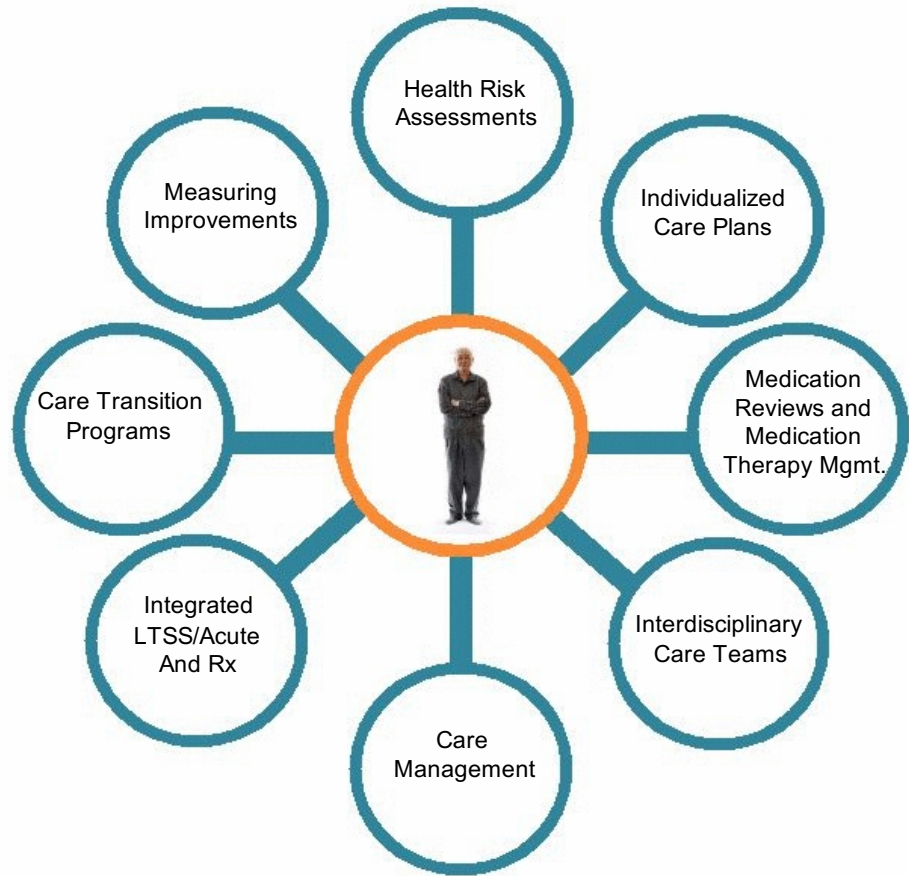 Health Risk
Assessments
Individualized
Care Plans
Medication
Reviews and
Medication
Therapy Mgmt.
Interdisciplinary
Care Teams
Care
Management
Integrated
LTSS/Acute
And Rx
Care Transition
Programs
Measuring
Improvements